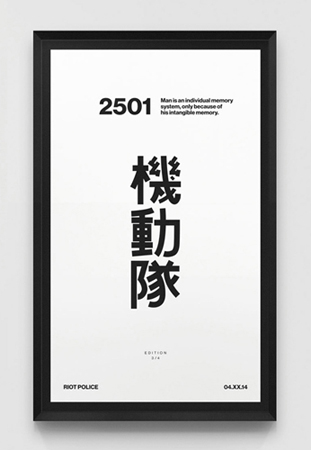 2501
Man is an individual memory
system, only because of
his intangible memory.
機動隊
EDITION
2/4
RIOT POLICE
04.XX.14